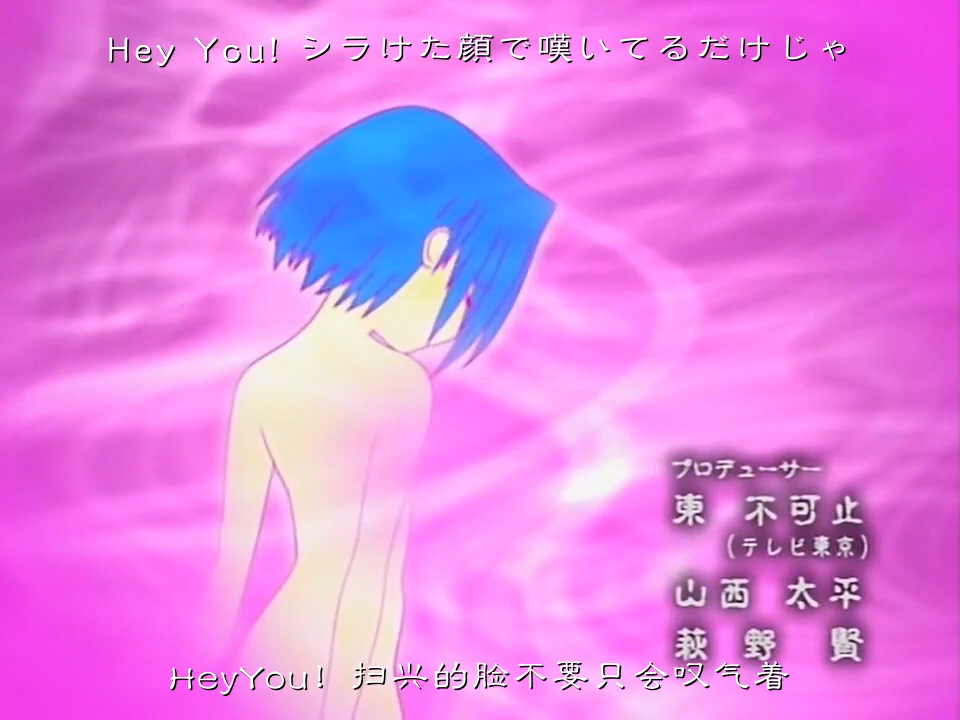 Hey You! シラけた顔で嘆いてるだけじゃ
プロデューサー
東 不可止
(テレビ東京)
山西 太平
萩野 賢
HeyYou! 扫兴的脸不要只会叹气着